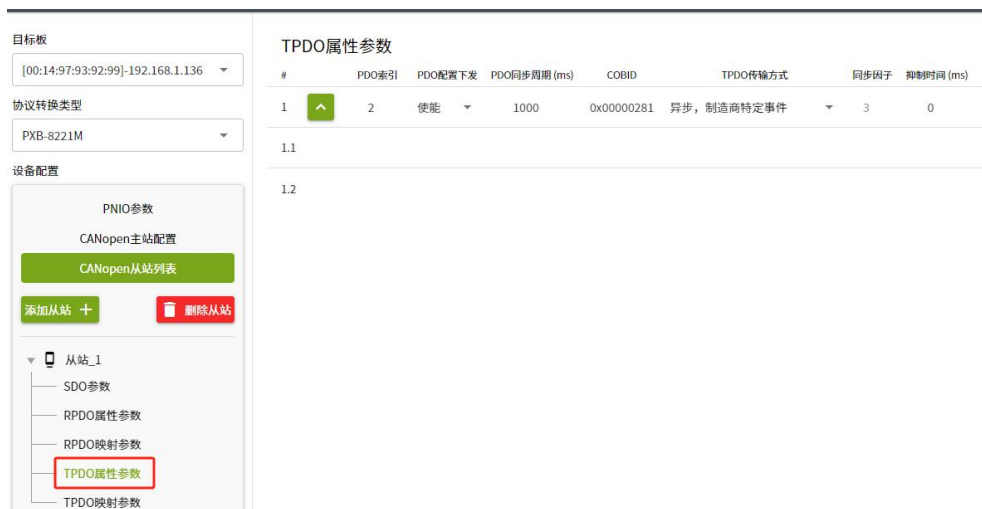 目标板
[00:14:97:93:92:99]-192.168.1.136
协议转换类型
PXB-8221M
设备配置
PNIO参数
CANopen主站配置
CANopen从站列表
添加从站 +
删除从站
从站_1
SDO参数
RPDO属性参数
RPDO映射参数
TPDO属性参数
TPDO映射参数
TPDO属性参数
# PDO索引 PDO配置下发 PDO同步周期 (ms) COBID TPDO传输方式 同步因子 抑制时间 (ms)
1 2 使能 1000 0x00000281 异步，制造商特定事件 3 0
1.1
1.2